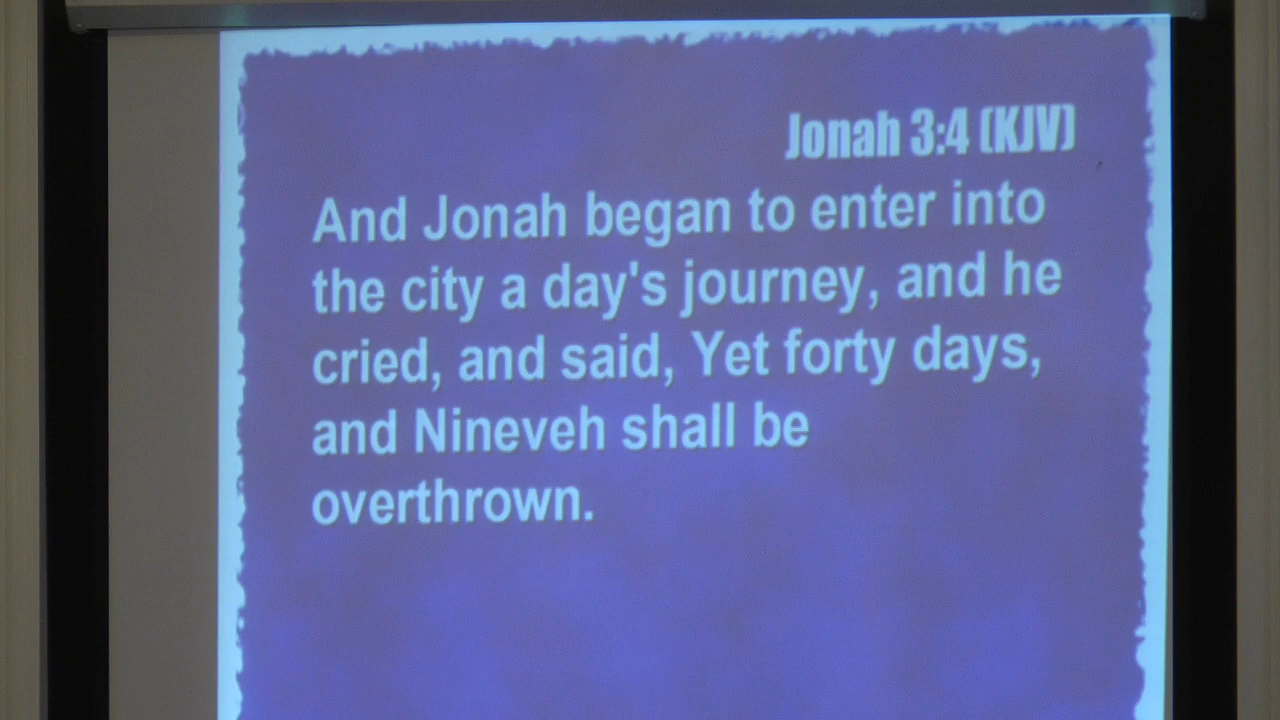 Jonah 3:4 (KJV)
And Jonah began to enter into
the city a day's journey, and he
cried, and said, Yet forty days,
and Nineveh shall be
overthrown.